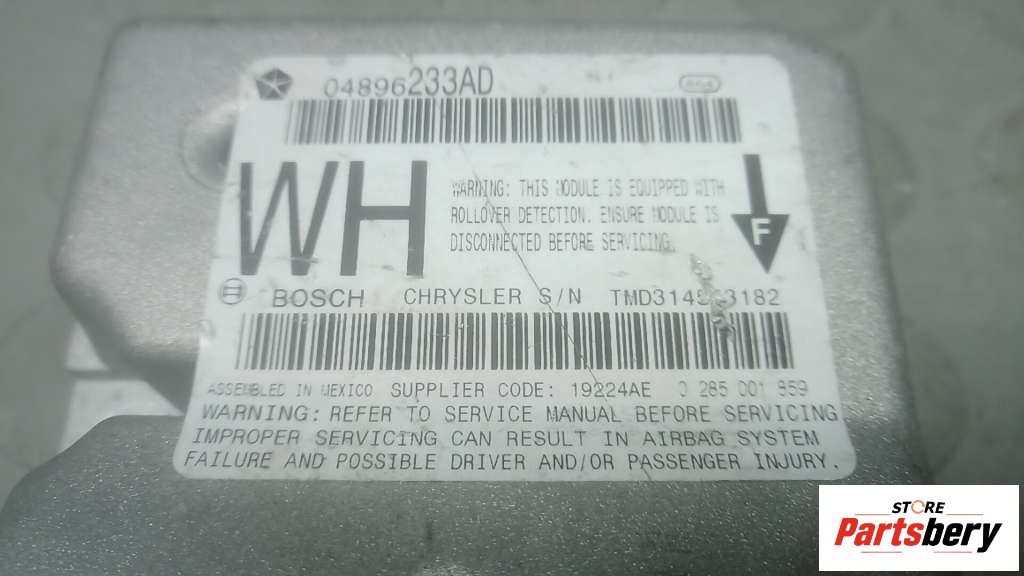 04896233AD
WH
WARNING: THIS MODULE IS EQUIPPED WITH
ROLLOVER DETECTION. ENSURE MODULE IS
DISCONNECTED BEFORE SERVICING.
F
BOSCH CHRYSLER S/N
ASSEMBLED IN MEXICO SUPPLIER CODE: 19224AE 0 285 001 959
WARNING: REFER TO SERVICE MANUAL BEFORE SERVICING
IMPROPER SERVICING CAN RESULT IN AIRBAG SYSTEM
FAILURE AND POSSIBLE DRIVER AND/OR PASSENGER INJURY.
STORE
Partsbery